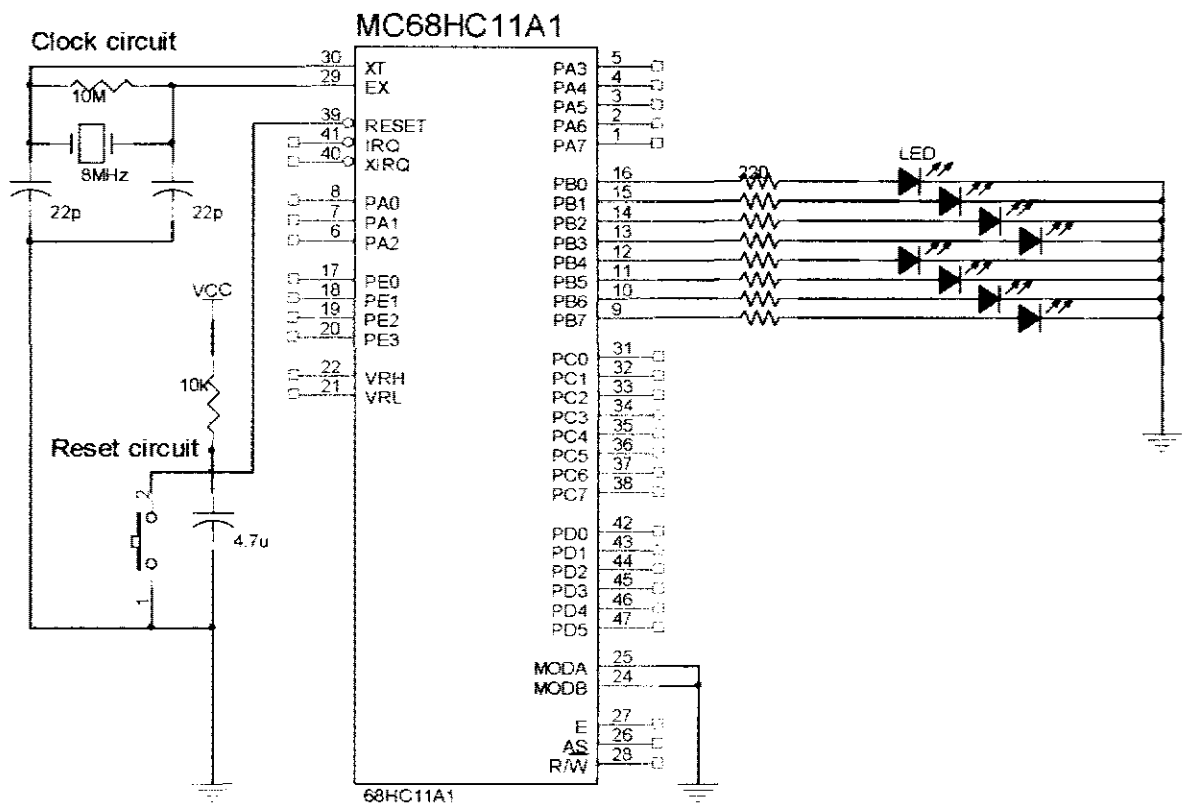 MC68HC11A1
Clock circuit
10M
8MHz
22p
22p
VCC
10k
Reset circuit
2
1
4.7u
30 XT
29 EX
39 RESET
41 IRQ
40 XIRQ
8 PA0
7 PA1
6 PA2
17 PE0
18 PE1
19 PE2
20 PE3
22 VRH
21 VRL
PA3 5
PA4 4
PA5 3
PA6 2
PA7 1
PB0 16
PB1 15
PB2 14
PB3 13
PB4 12
PB5 11
PB6 10
PB7 9
LED
PC0 31
PC1 32
PC2 33
PC3 34
PC4 35
PC5 36
PC6 37
PC7 38
PD0 42
PD1 43
PD2 44
PD3 45
PD4 46
PD5 47
MODA 25
MODB 24
E 27
AS 26
R/W 28
68HC11A1